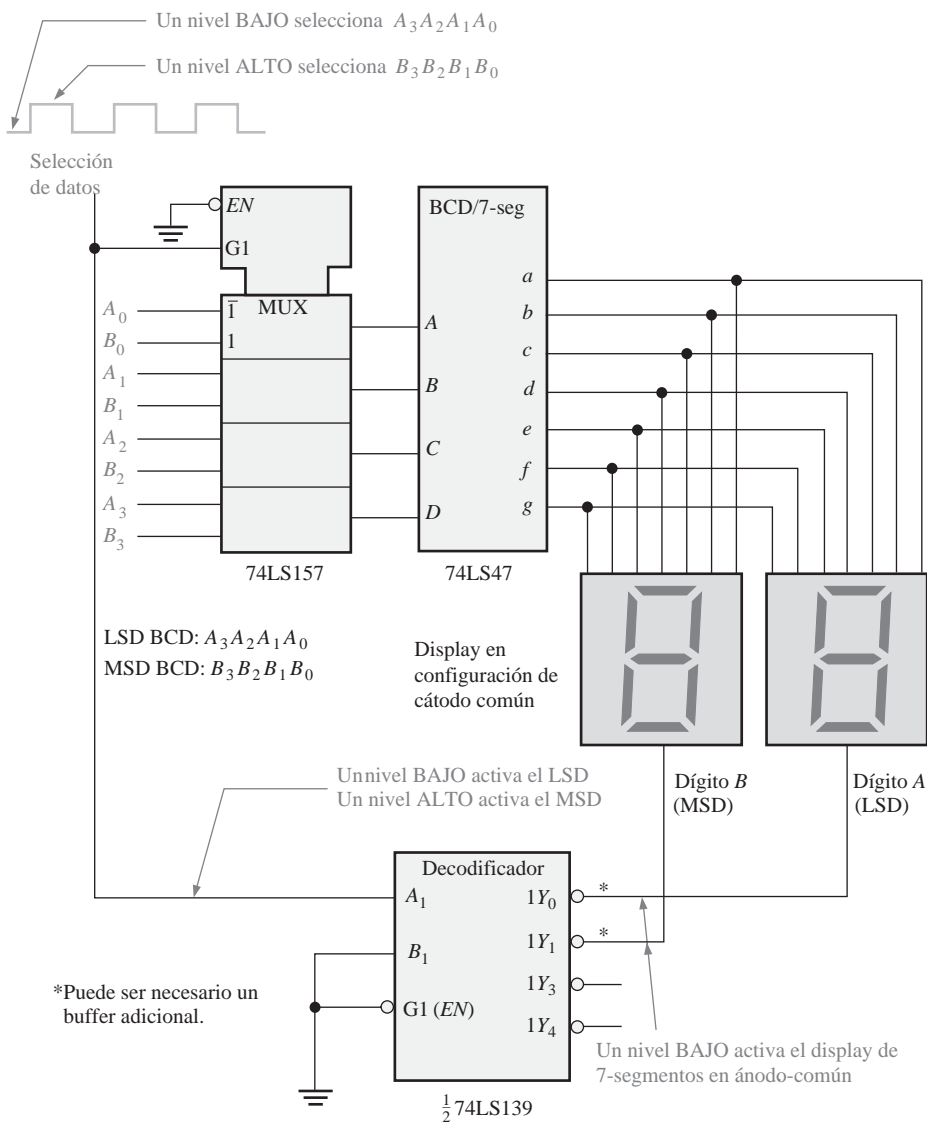 Un nivel BAJO selecciona A₃A₂A₁A₀
Un nivel ALTO selecciona B₃B₂B₁B₀
Selección
de datos
EN
G1
MUX
A₀
1̅
B₀
1
A₁
B₁
A₂
B₂
A₃
B₃
74LS157
BCD/7-seg
A
B
C
D
a
b
c
d
e
f
g
74LS47
LSD BCD: A₃A₂A₁A₀
MSD BCD: B₃B₂B₁B₀
Display en
configuración de
cátodo común
Dígito B
(MSD)
Dígito A
(LSD)
Un nivel BAJO activa el LSD
Un nivel ALTO activa el MSD
Decodificador
A₁
B₁
G1 (EN)
1Y₀
*
1Y₁
*
1Y₃
1Y₄
*Puede ser necesario un
buffer adicional.
Un nivel BAJO activa el display de
7-segmentos en ánodo-común
½ 74LS139